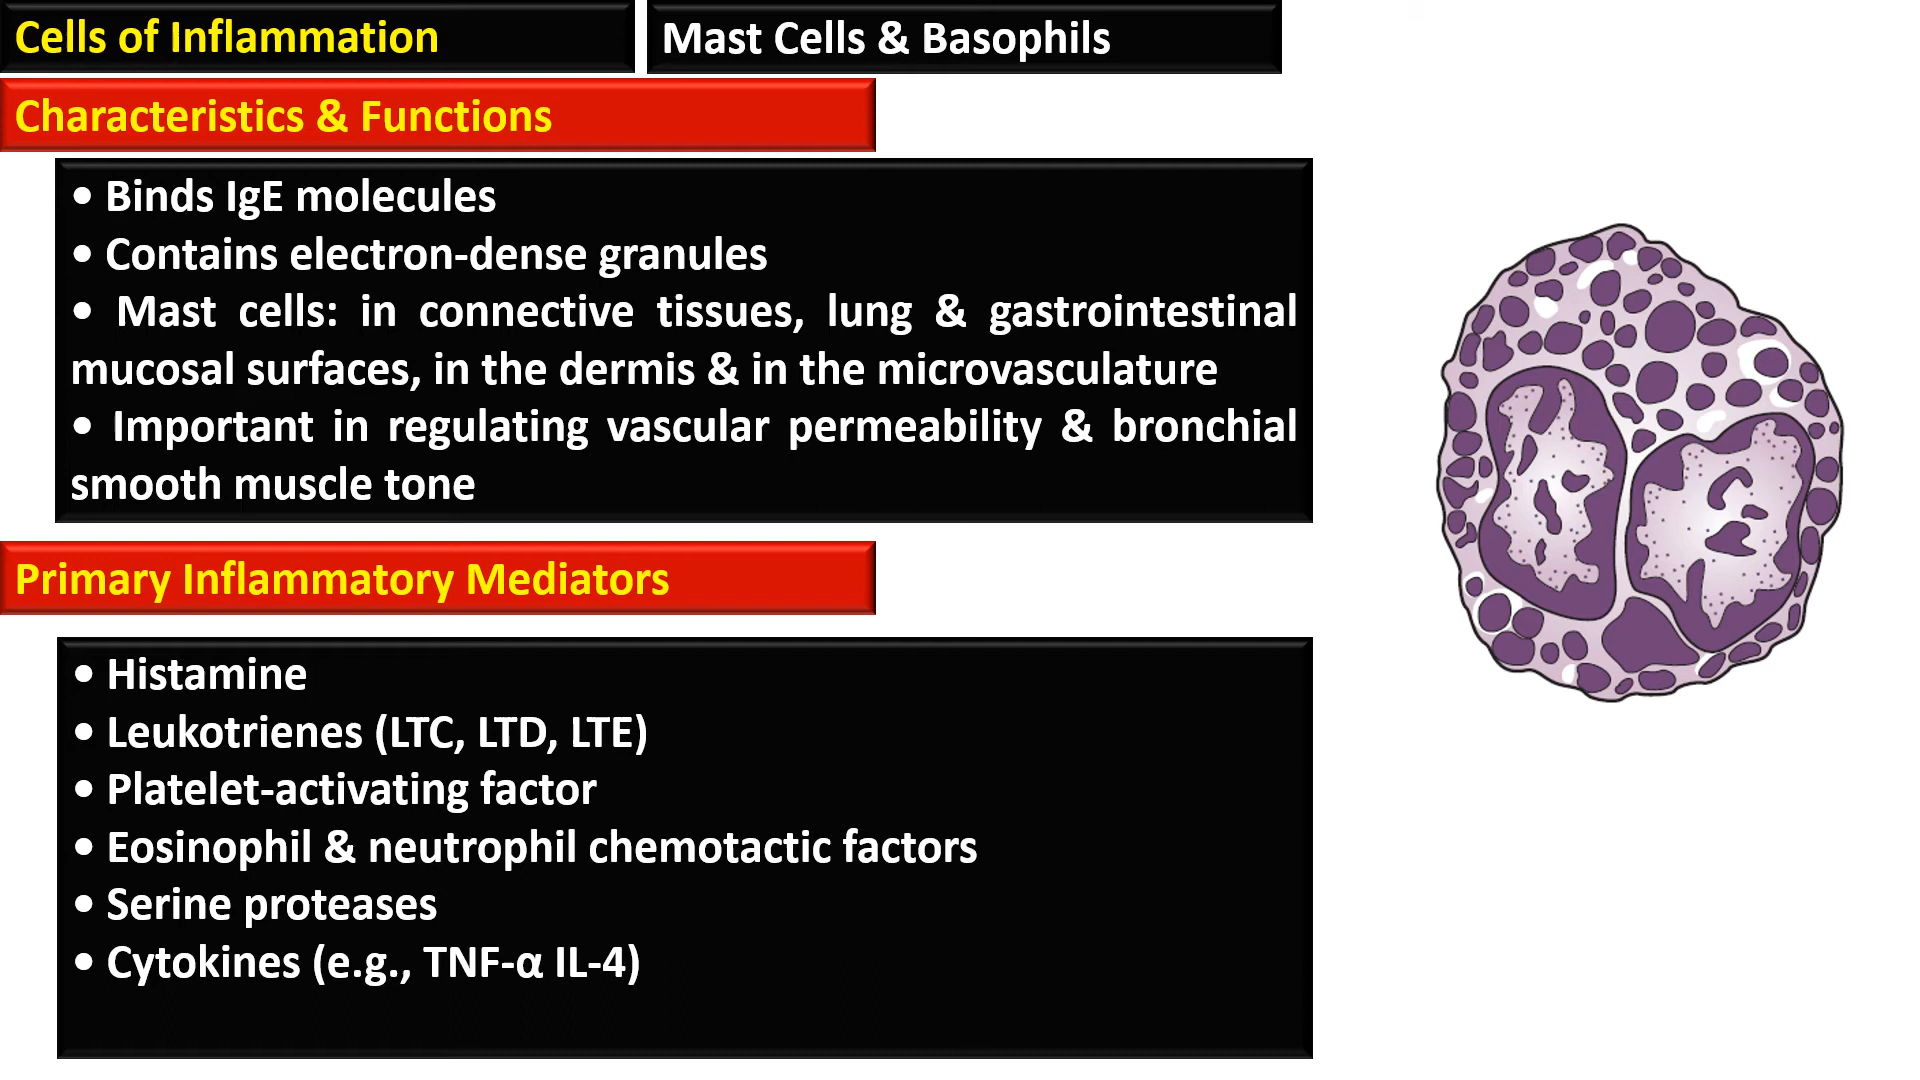 Cells of Inflammation
Mast Cells & Basophils
Characteristics & Functions
• Binds IgE molecules
• Contains electron-dense granules
• Mast cells: in connective tissues, lung & gastrointestinal
mucosal surfaces, in the dermis & in the microvasculature
• Important in regulating vascular permeability & bronchial
smooth muscle tone
Primary Inflammatory Mediators
• Histamine
• Leukotrienes (LTC, LTD, LTE)
• Platelet-activating factor
• Eosinophil & neutrophil chemotactic factors
• Serine proteases
• Cytokines (e.g., TNF-α IL-4)